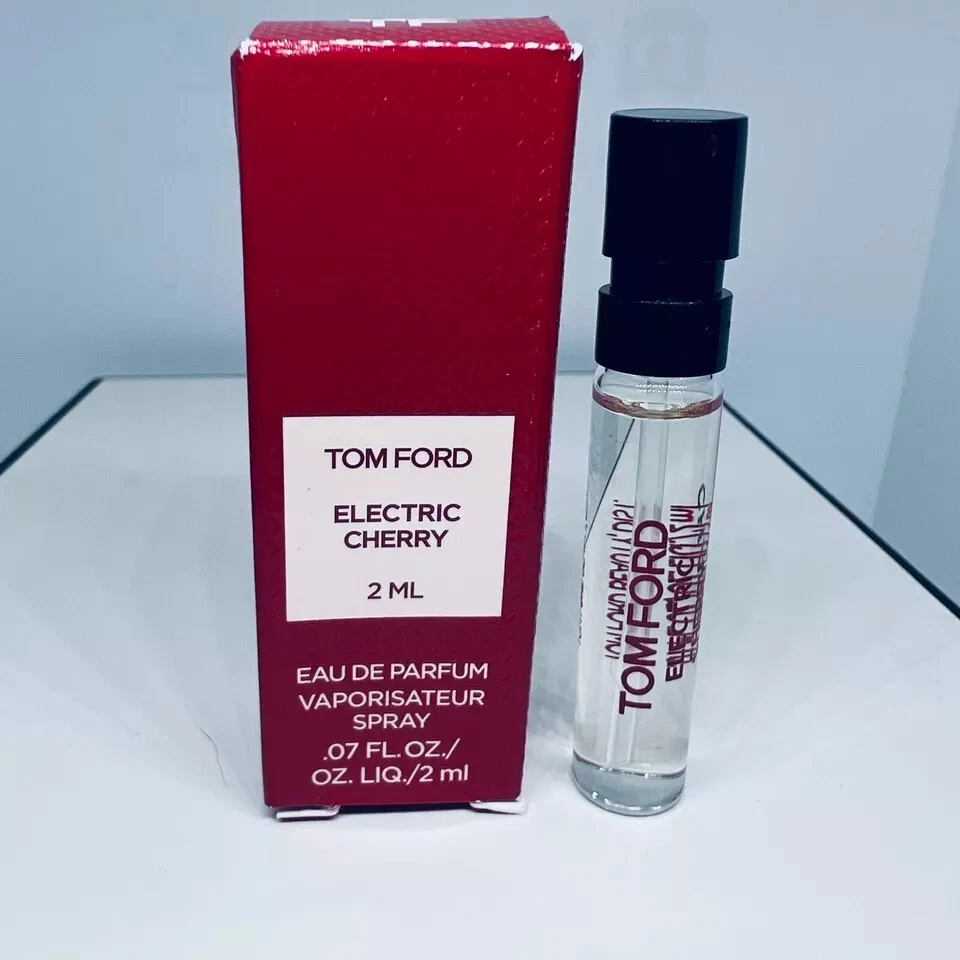 TOM FORD
ELECTRIC
CHERRY
2 ML
EAU DE PARFUM
VAPORISATEUR
SPRAY
.07 FL. OZ./
OZ. LIQ./2 ml
TOM FORD